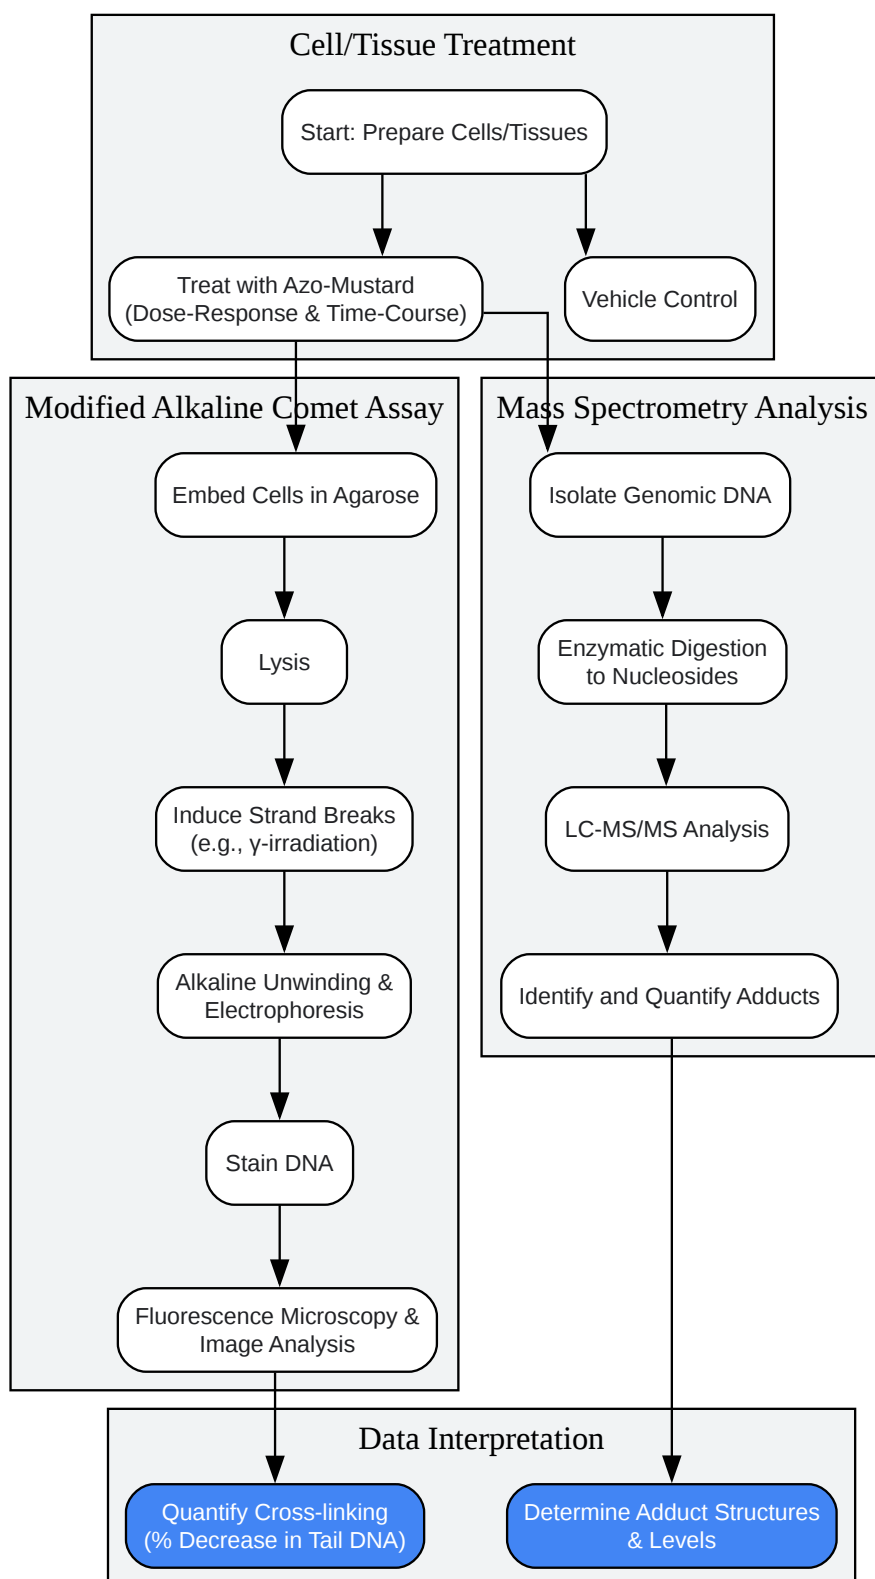 Cell/Tissue Treatment
Start: Prepare Cells/Tissues
Treat with Azo-Mustard
(Dose-Response & Time-Course)
Vehicle Control
Modified Alkaline Comet Assay
Embed Cells in Agarose
Lysis
Induce Strand Breaks
(e.g., γ-irradiation)
Alkaline Unwinding &
Electrophoresis
Stain DNA
Fluorescence Microscopy &
Image Analysis
Mass Spectrometry Analysis
Isolate Genomic DNA
Enzymatic Digestion
to Nucleosides
LC-MS/MS Analysis
Identify and Quantify Adducts
Data Interpretation
Quantify Cross-linking
(% Decrease in Tail DNA)
Determine Adduct Structures
& Levels